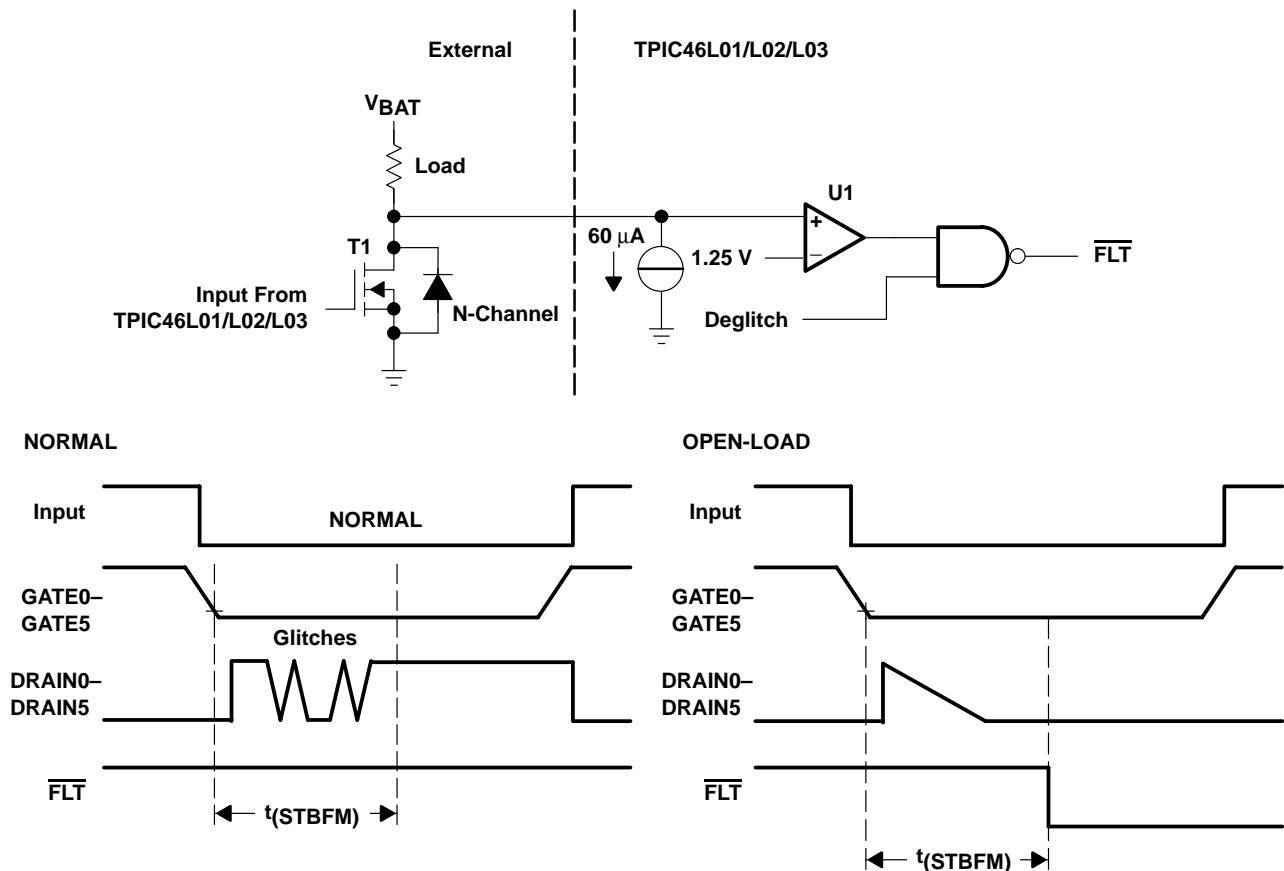 External
TPIC46L01/L02/L03
VBAT
Load
U1
+
−
T1
60 μA
1.25 V
FLT
Input From
TPIC46L01/L02/L03
N-Channel
Deglitch
NORMAL
Input
NORMAL
GATE0–
GATE5
Glitches
DRAIN0–
DRAIN5
FLT
t(STBFM)
OPEN-LOAD
Input
GATE0–
GATE5
DRAIN0–
DRAIN5
FLT
t(STBFM)